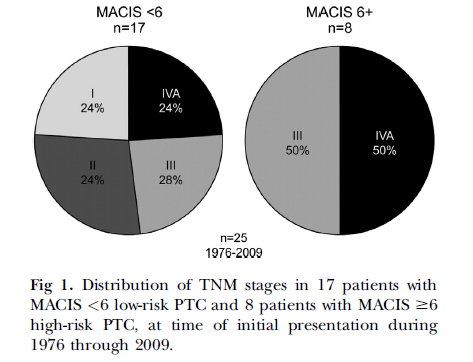 MACIS <6
n=17
MACIS 6+
n=8
I
24%
IVA
24%
II
24%
III
28%
III
50%
IVA
50%
n=25
1976-2009
Fig 1. Distribution of TNM stages in 17 patients with
MACIS <6 low-risk PTC and 8 patients with MACIS ≥6
high-risk PTC, at time of initial presentation during
1976 through 2009.